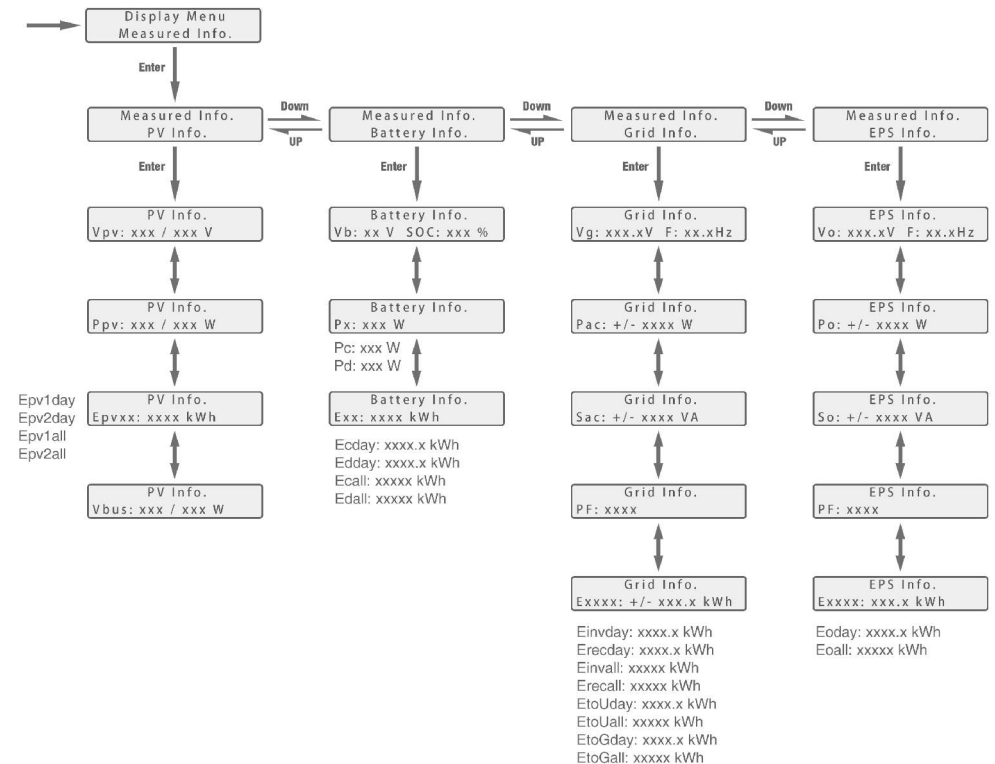 Display Menu
Measured Info.
Enter
Measured Info.
PV Info.
Down
UP
Measured Info.
Battery Info.
Down
UP
Measured Info.
Grid Info.
Down
UP
Measured Info.
EPS Info.
Enter
Enter
Enter
Enter
PV Info.
Vpv: xxx / xxx V
Battery Info.
Vb: xx V SOC: xxx %
Grid Info.
Vg: xxx.xV F: xx.xHz
EPS Info.
Vo: xxx.xV F: xx.xHz
PV Info.
Ppv: xxx / xxx W
Battery Info.
Px: xxx W
Pc: xxx W
Pd: xxx W
Grid Info.
Pac: +/- xxxx W
EPS Info.
Po: +/- xxxx W
Epv1day
Epv2day
Epv1all
Epv2all
PV Info.
Epvxx: xxxx kWh
Battery Info.
Exx: xxxx kWh
Ecday: xxxx.x kWh
Edday: xxxx.x kWh
Ecall: xxxxx kWh
Edall: xxxxx kWh
Grid Info.
Sac: +/- xxxx VA
EPS Info.
So: +/- xxxx VA
PV Info.
Vbus: xxx / xxx W
Grid Info.
PF: xxxx
EPS Info.
PF: xxxx
Grid Info.
Exxxx: +/- xxx.x kWh
Einvday: xxxx.x kWh
Erecday: xxxx.x kWh
Einvall: xxxxx kWh
Erecall: xxxxx kWh
EtoUday: xxxx.x kWh
EtoUall: xxxxx kWh
EtoGday: xxxx.x kWh
EtoGall: xxxxx kWh
EPS Info.
Exxxx: xxx.x kWh
Eoday: xxxx.x kWh
Eoall: xxxxx kWh